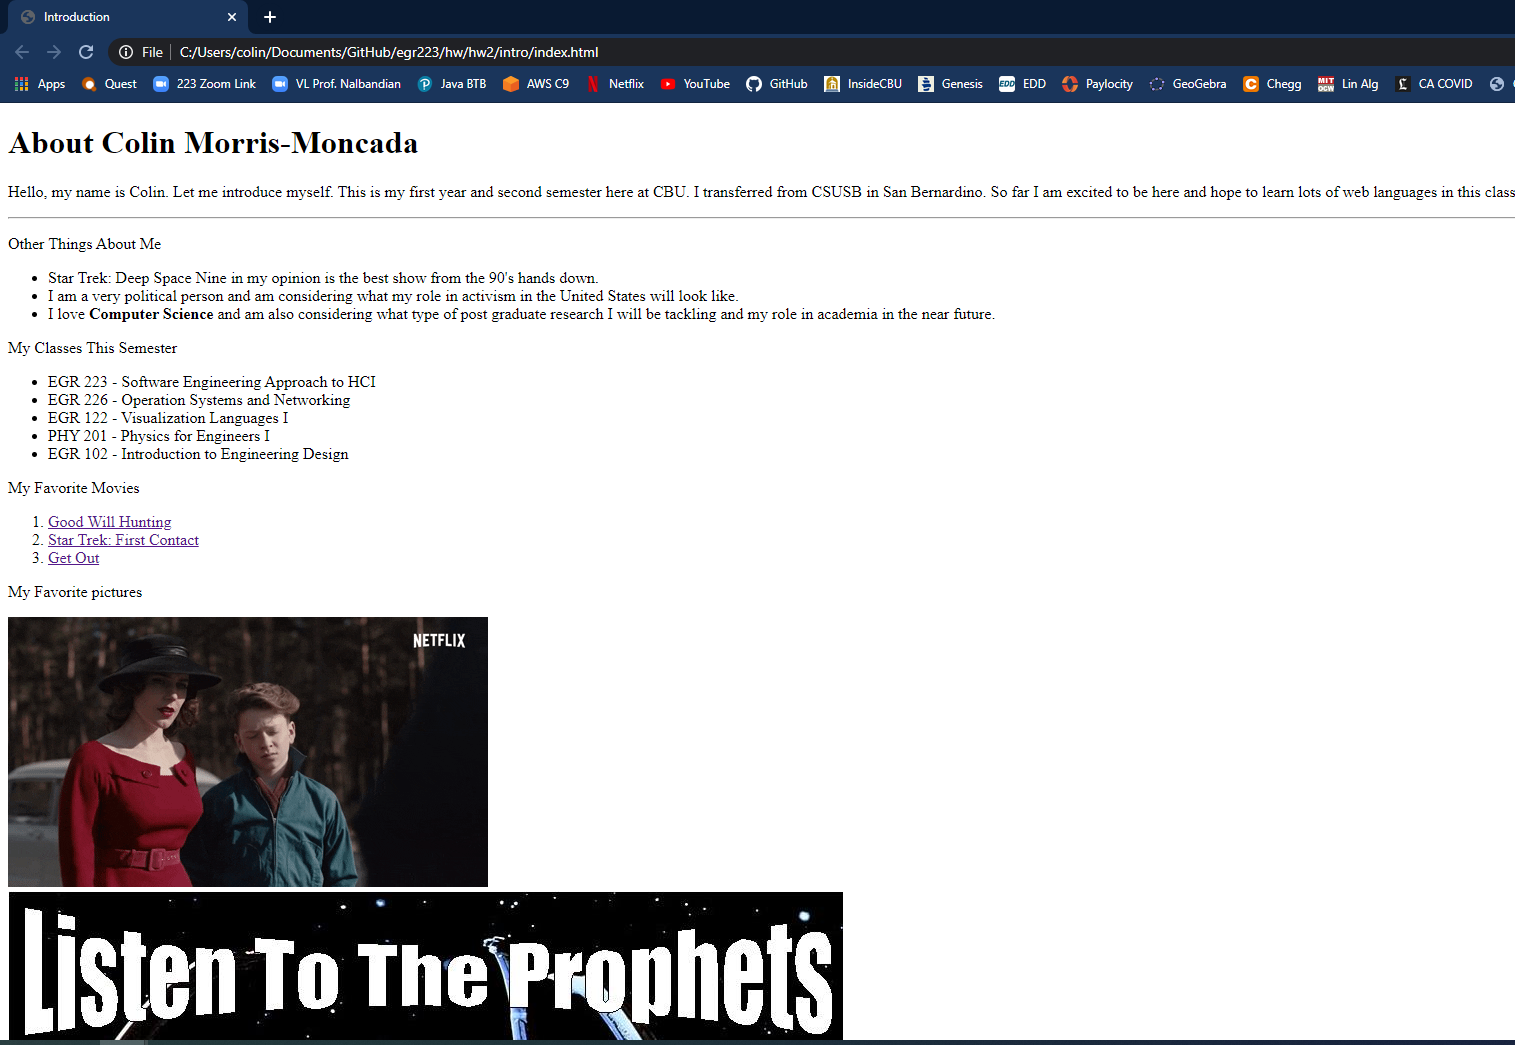 Introduction
File C:/Users/colin/Documents/GitHub/egr223/hw/hw2/intro/index.html
Apps Quest 223 Zoom Link VL Prof. Nalbandian Java BTB AWS C9 Netflix YouTube GitHub InsideCBU Genesis EDD EDD Paylocity GeoGebra C Chegg MIT OCW Lin Alg CA COVID
About Colin Morris-Moncada
Hello, my name is Colin. Let me introduce myself. This is my first year and second semester here at CBU. I transferred from CSUSB in San Bernardino. So far I am excited to be here and hope to learn lots of web languages in this class
Other Things About Me
• Star Trek: Deep Space Nine in my opinion is the best show from the 90's hands down.
• I am a very political person and am considering what my role in activism in the United States will look like.
• I love Computer Science and am also considering what type of post graduate research I will be tackling and my role in academia in the near future.
My Classes This Semester
• EGR 223 - Software Engineering Approach to HCI
• EGR 226 - Operation Systems and Networking
• EGR 122 - Visualization Languages I
• PHY 201 - Physics for Engineers I
• EGR 102 - Introduction to Engineering Design
My Favorite Movies
1. Good Will Hunting
2. Star Trek: First Contact
3. Get Out
My Favorite pictures
NETFLIX
Listen To The Prophets